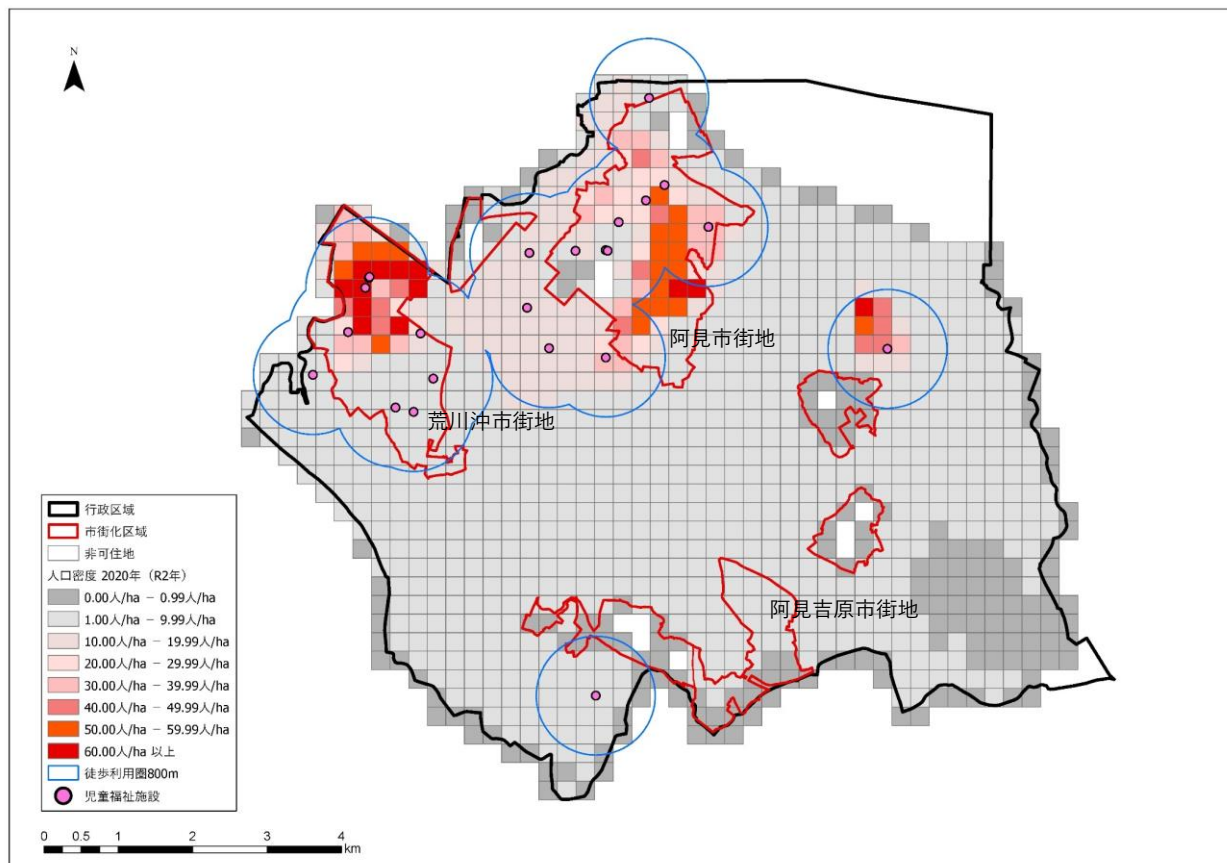 N
阿見市街地
荒川沖市街地
阿見吉原市街地
行政区域
市街化区域
非可住地
人口密度 2020年（R2年）
0.00人/ha － 0.99人/ha
1.00人/ha － 9.99人/ha
10.00人/ha － 19.99人/ha
20.00人/ha － 29.99人/ha
30.00人/ha － 39.99人/ha
40.00人/ha － 49.99人/ha
50.00人/ha － 59.99人/ha
60.00人/ha 以上
徒歩利用圏800m
児童福祉施設
0 0.5 1 2 3 4
km